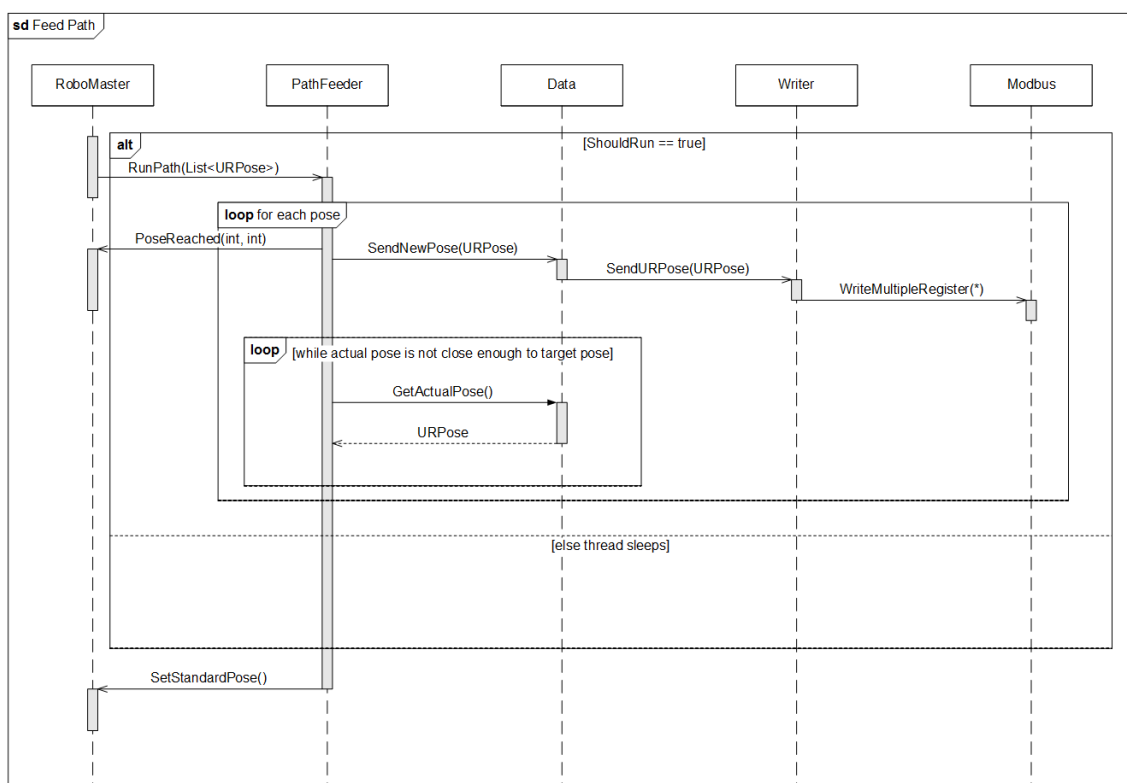 sd Feed Path
RoboMaster
PathFeeder
Data
Writer
Modbus
alt
[ShouldRun == true]
RunPath(List<URPose>)
loop for each pose
PoseReached(int, int)
SendNewPose(URPose)
SendURPose(URPose)
WriteMultipleRegister(*)
loop [while actual pose is not close enough to target pose]
GetActualPose()
URPose
[else thread sleeps]
SetStandardPose()